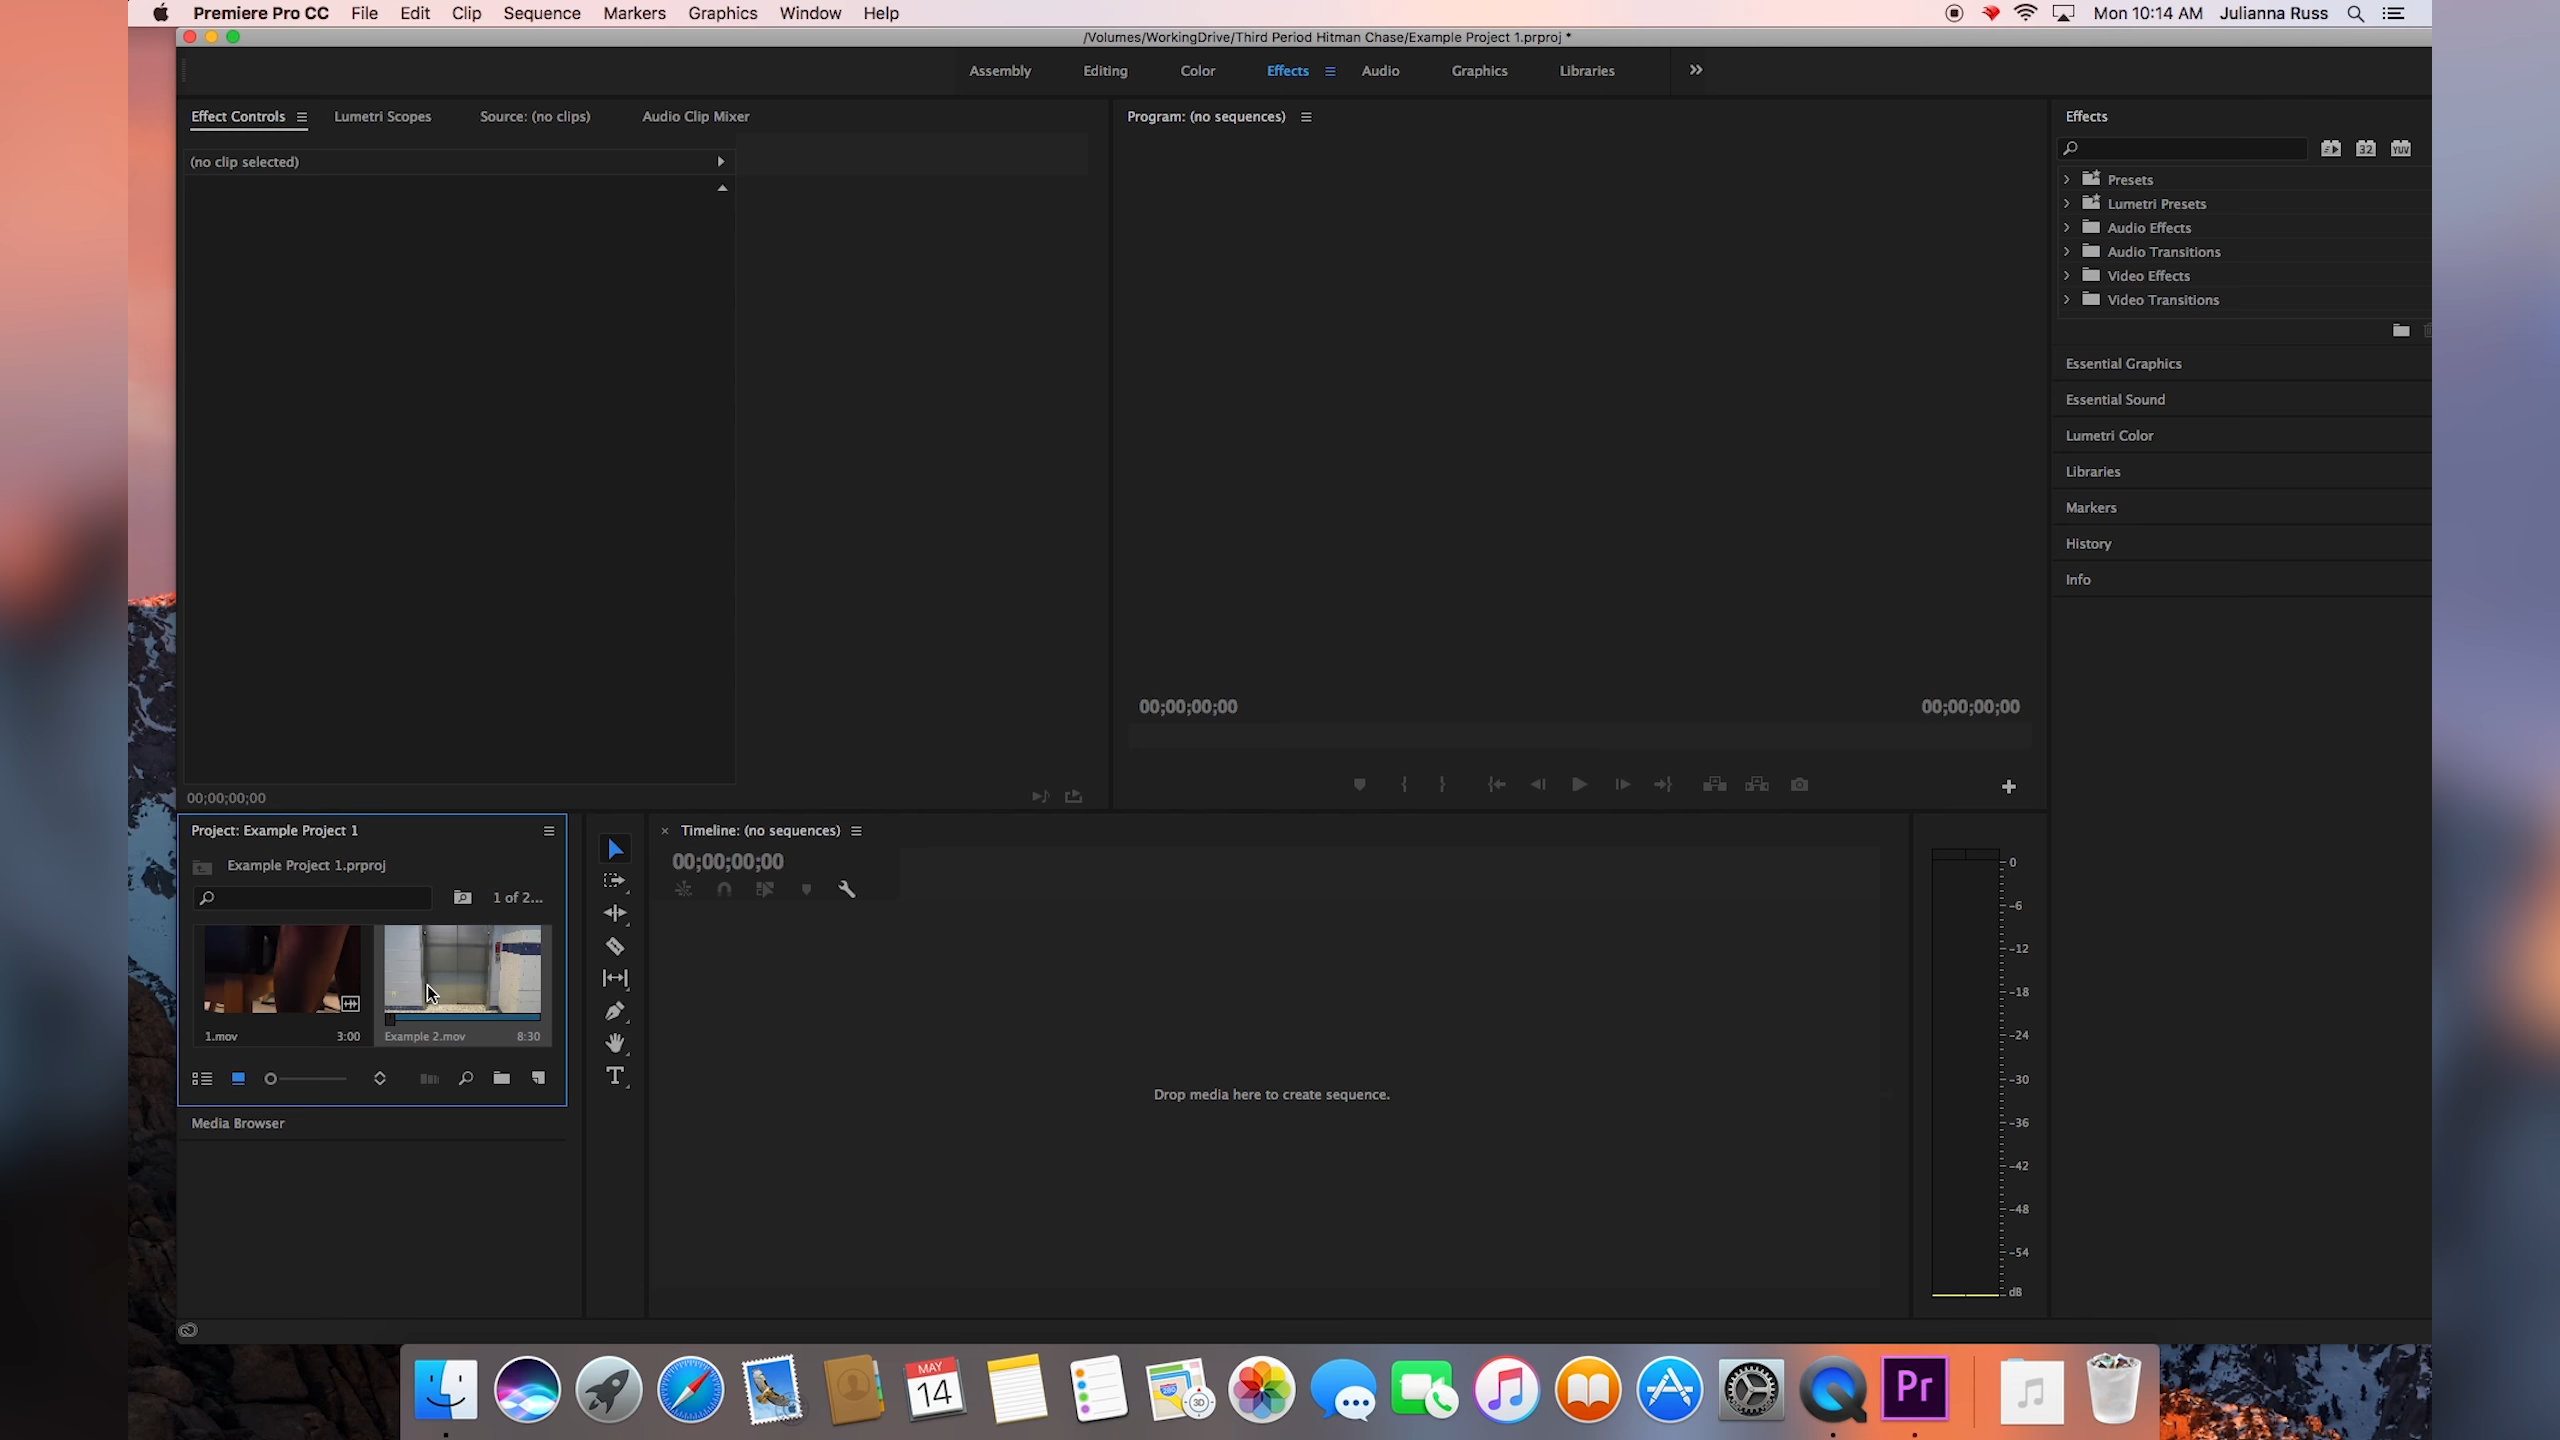 Premiere Pro CC File Edit Clip Sequence Markers Graphics Window Help Mon 10:14 AM Julianna Russ
/Volumes/WorkingDrive/Third Period Hitman Chase/Example Project 1.prproj *
Assembly Editing Color Effects Audio Graphics Libraries
Effect Controls Lumetri Scopes Source: (no clips) Audio Clip Mixer
(no clip selected)
00;00;00;00
Program: (no sequences)
00;00;00;00 00;00;00;00
Effects
32 YUV
Presets
Lumetri Presets
Audio Effects
Audio Transitions
Video Effects
Video Transitions
Essential Graphics
Essential Sound
Lumetri Color
Libraries
Markers
History
Info
Project: Example Project 1
Example Project 1.prproj
1 of 2...
1.mov 3:00 Example 2.mov 8:30
Media Browser
T
× Timeline: (no sequences)
00;00;00;00
Drop media here to create sequence.
0
-6
-12
-18
-24
-30
-36
-42
-48
-54
dB
MAY
14
280
3D
Pr